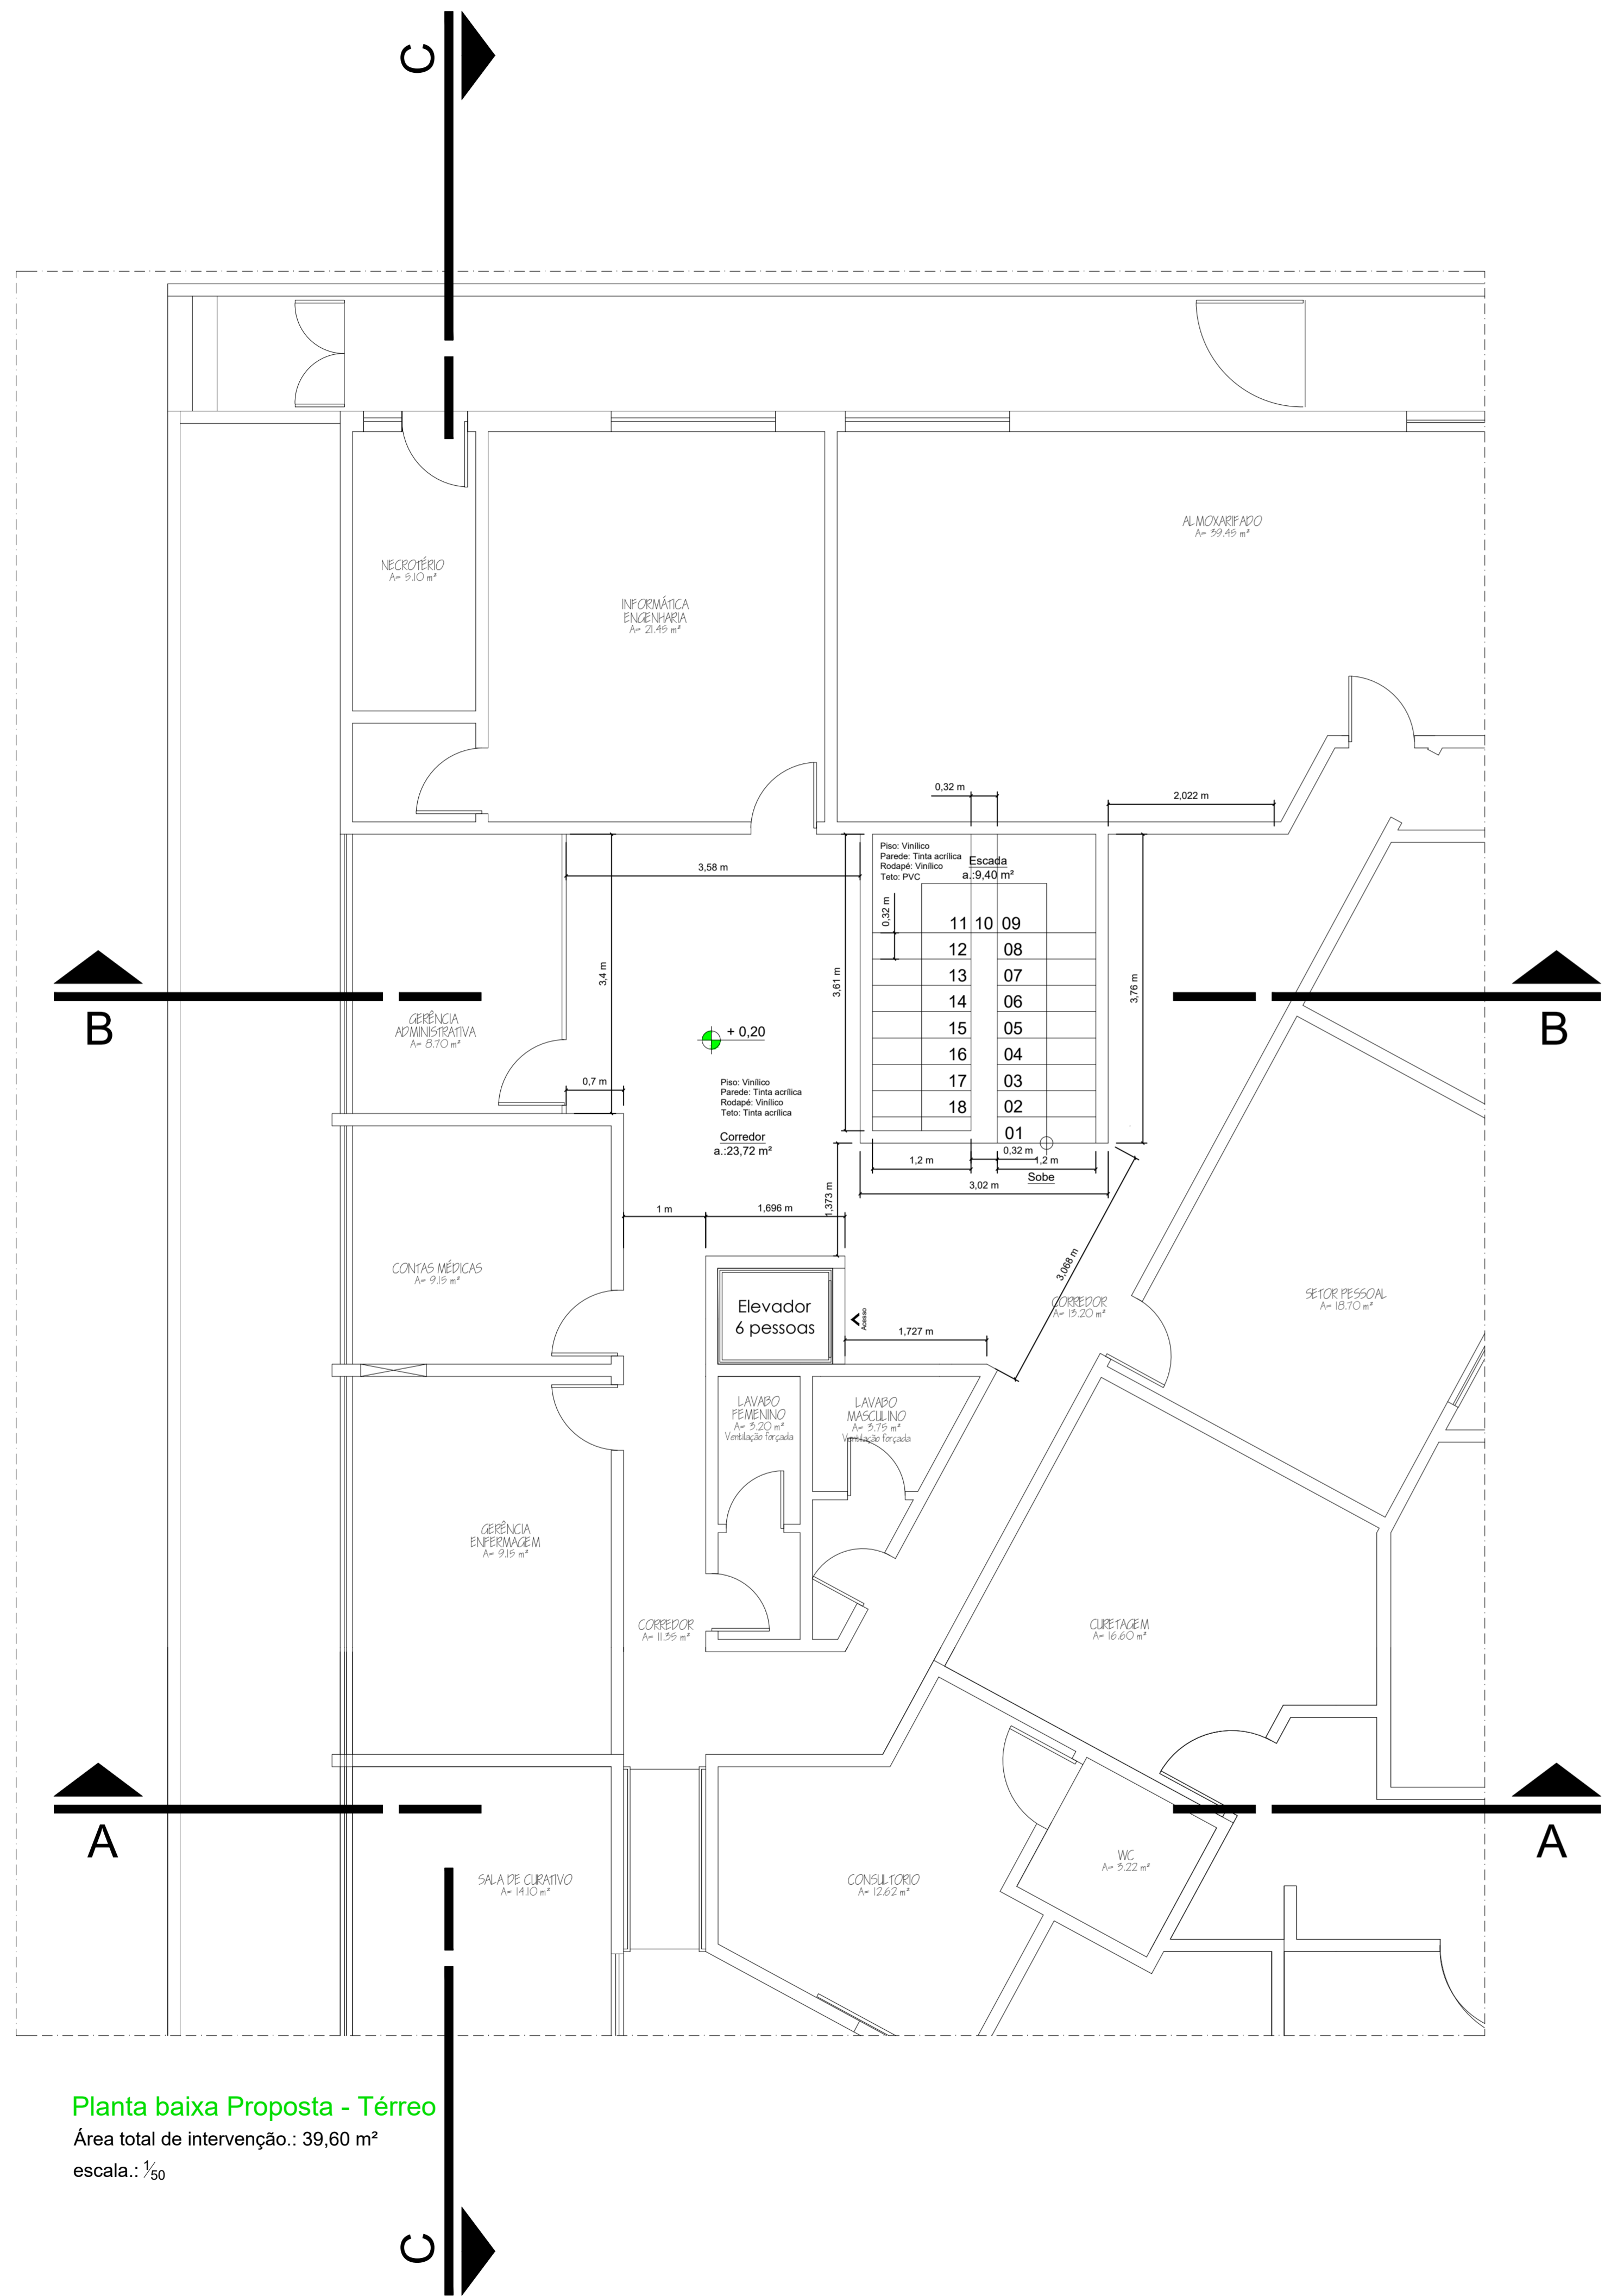 C
NECROTÉRIO
A= 5.10 m²
INFORMÁTICA
ENGENHARIA
A= 21.45 m²
ALMOXARIFADO
A= 39.45 m²
0,32 m
2,022 m
3,58 m
Piso: Vinílico
Parede: Tinta acrílica
Rodapé: Vinílico
Teto: PVC
Escada
a.:9,40 m²
0,32 m
11 10 09
12 08
13 07
14 06
15 05
16 04
17 03
18 02
01
3,4 m
3,61 m
3,76 m
B
B
GERÊNCIA
ADMINISTRATIVA
A= 8.70 m²
+ 0,20
0,7 m
Piso: Vinílico
Parede: Tinta acrílica
Rodapé: Vinílico
Teto: Tinta acrílica
Corredor
a.:23,72 m²
0,32 m
1,2 m
1,2 m
Sobe
3,02 m
1,373 m
1 m
1,696 m
3,068 m
CONTAS MÉDICAS
A= 9.15 m²
Elevador
6 pessoas
Acesso
1,727 m
CORREDOR
A= 13.20 m²
SETOR PESSOAL
A= 18.70 m²
LAVABO
FEMENINO
A= 3.20 m²
Ventilação forçada
LAVABO
MASCULINO
A= 3.75 m²
Ventilação forçada
GERÊNCIA
ENFERMAGEM
A= 9.15 m²
CORREDOR
A= 11.35 m²
CURETAGEM
A= 16.60 m²
A
A
SALA DE CURATIVO
A= 14.10 m²
CONSULTORIO
A= 12.62 m²
WC
A= 3.22 m²
Planta baixa Proposta - Térreo
Área total de intervenção.: 39,60 m²
escala.: 1/50
C